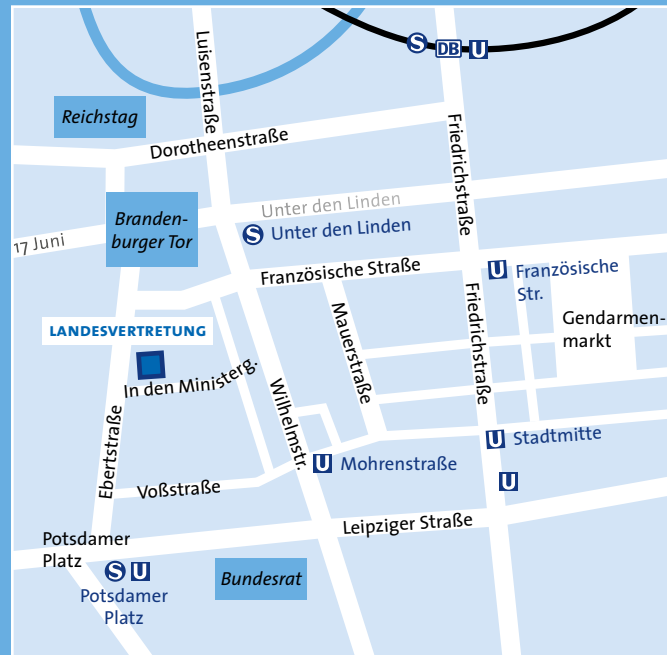 S DB U
Luisenstraße
Reichstag
Dorotheenstraße
Friedrichstraße
Unter den Linden
Branden-
burger Tor
17 Juni
S Unter den Linden
Französische Straße
U Französische
Str.
Friedrichstraße
Mauerstraße
Gendarmen-
markt
LANDESVERTRETUNG
In den Ministerg.
Wilhelmstr.
Ebertstraße
U Stadtmitte
U Mohrenstraße
U
Voßstraße
Leipziger Straße
Potsdamer
Platz
S U
Potsdamer
Platz
Bundesrat